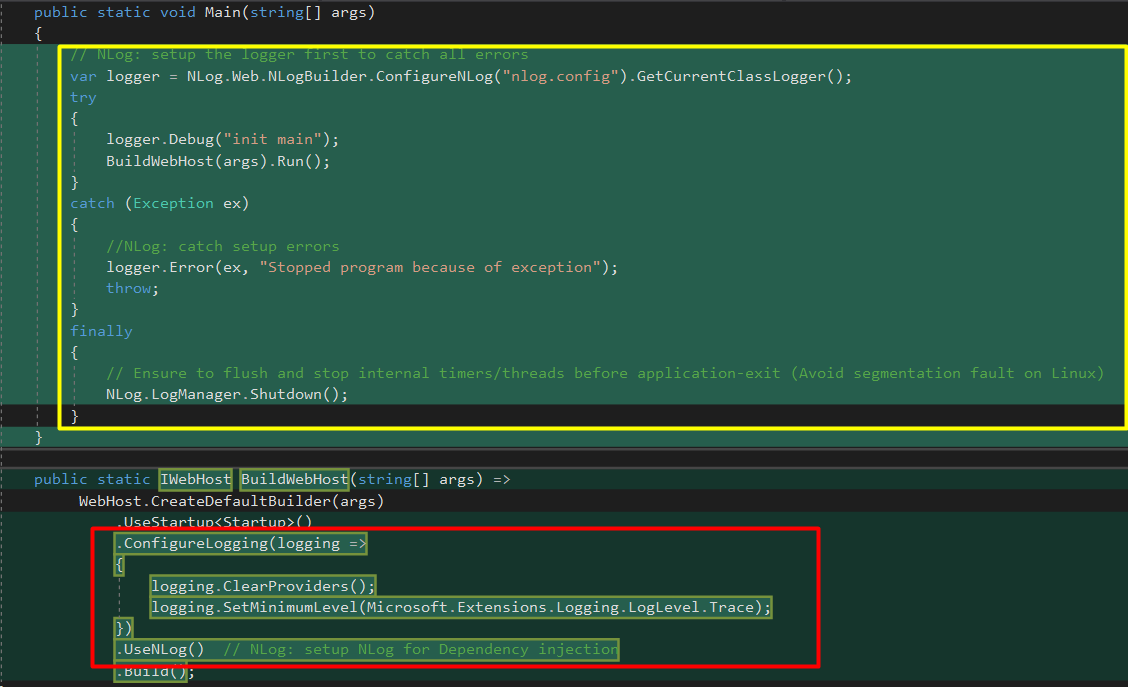 public static void Main(string[] args)
{
// NLog: setup the logger first to catch all errors
var logger = NLog.Web.NLogBuilder.ConfigureNLog("nlog.config").GetCurrentClassLogger();
try
{
logger.Debug("init main");
BuildWebHost(args).Run();
}
catch (Exception ex)
{
//NLog: catch setup errors
logger.Error(ex, "Stopped program because of exception");
throw;
}
finally
{
// Ensure to flush and stop internal timers/threads before application-exit (Avoid segmentation fault on Linux)
NLog.LogManager.Shutdown();
}
}
public static IWebHost BuildWebHost(string[] args) =>
WebHost.CreateDefaultBuilder(args)
.UseStartup<Startup>()
.ConfigureLogging(logging =>
{
logging.ClearProviders();
logging.SetMinimumLevel(Microsoft.Extensions.Logging.LogLevel.Trace);
})
.UseNLog()  // NLog: setup NLog for Dependency injection
.Build();